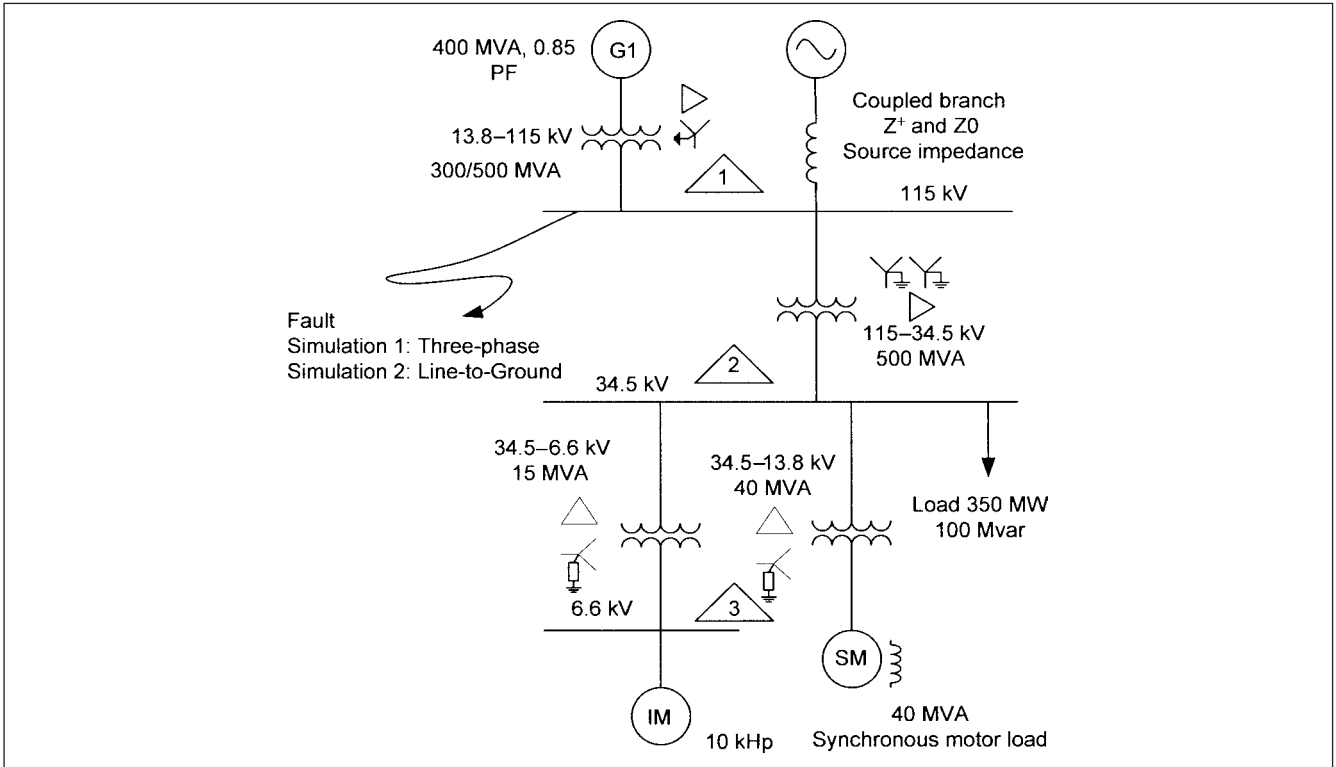 400 MVA, 0.85
PF
G1
13.8–115 kV
300/500 MVA
Coupled branch
Z⁺ and Z0
Source impedance
1
115 kV
Fault
Simulation 1: Three-phase
Simulation 2: Line-to-Ground
115–34.5 kV
500 MVA
2
34.5 kV
34.5–6.6 kV
15 MVA
34.5–13.8 kV
40 MVA
Load 350 MW
100 Mvar
6.6 kV
3
SM
IM
10 kHp
40 MVA
Synchronous motor load